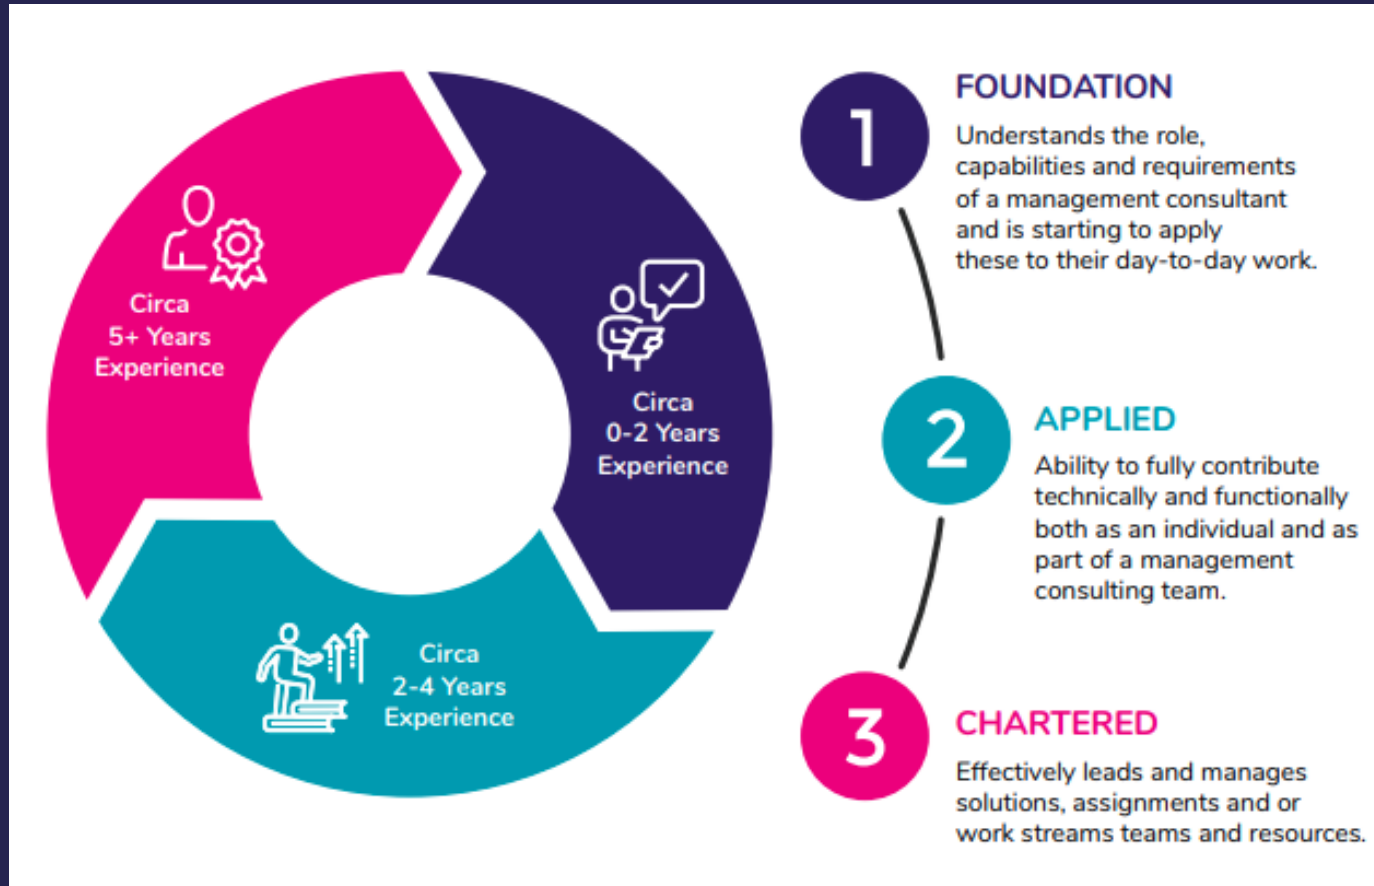 Circa
5+ Years
Experience
Circa
0-2 Years
Experience
Circa
2-4 Years
Experience
1
FOUNDATION
Understands the role,
capabilities and requirements
of a management consultant
and is starting to apply
these to their day-to-day work.
2
APPLIED
Ability to fully contribute
technically and functionally
both as an individual and as
part of a management
consulting team.
3
CHARTERED
Effectively leads and manages
solutions, assignments and or
work streams teams and resources.